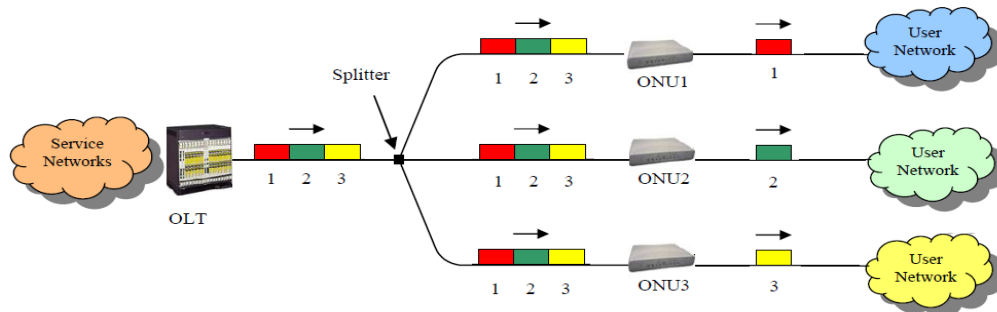 User
Network
1 2 3
ONU1
1
Splitter
Service
Networks
1 2 3
OLT
1 2 3
ONU2
2
User
Network
1 2 3
ONU3
3
User
Network